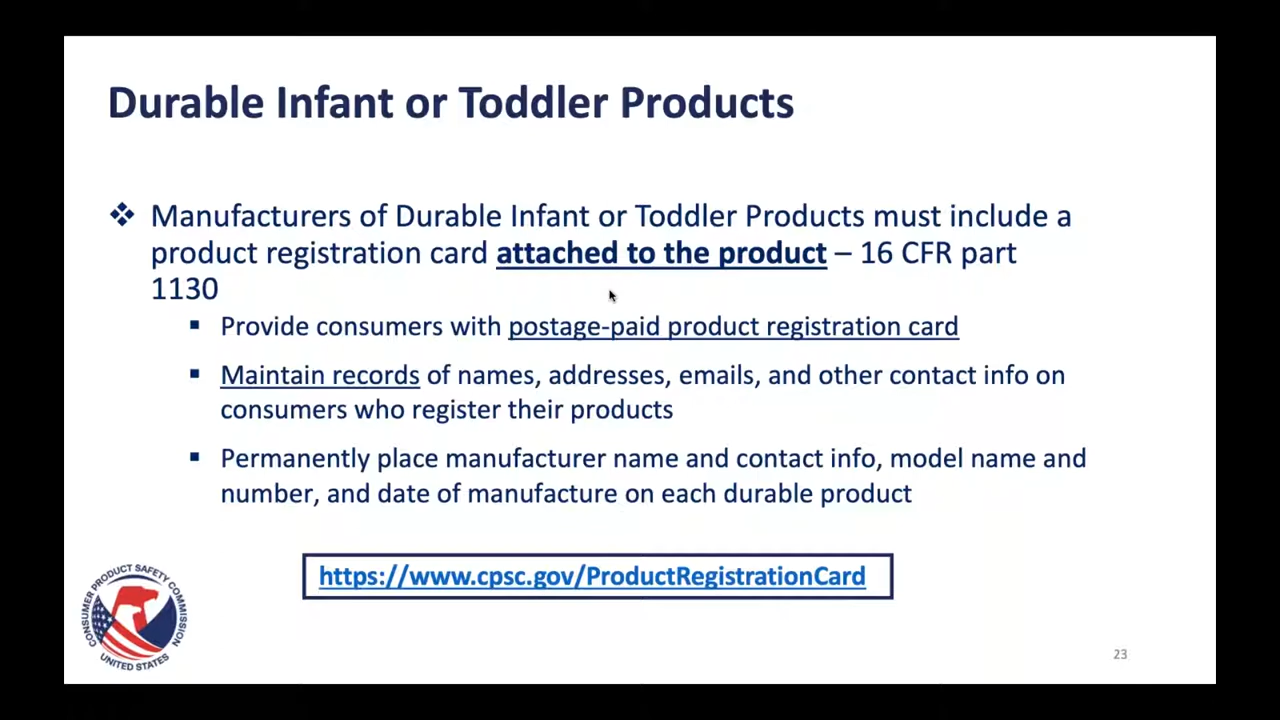 Durable Infant or Toddler Products
❖ Manufacturers of Durable Infant or Toddler Products must include a
product registration card attached to the product – 16 CFR part
1130
▪ Provide consumers with postage-paid product registration card
▪ Maintain records of names, addresses, emails, and other contact info on
consumers who register their products
▪ Permanently place manufacturer name and contact info, model name and
number, and date of manufacture on each durable product
https://www.cpsc.gov/ProductRegistrationCard
CONSUMER PRODUCT SAFETY COMMISSION
UNITED STATES
23